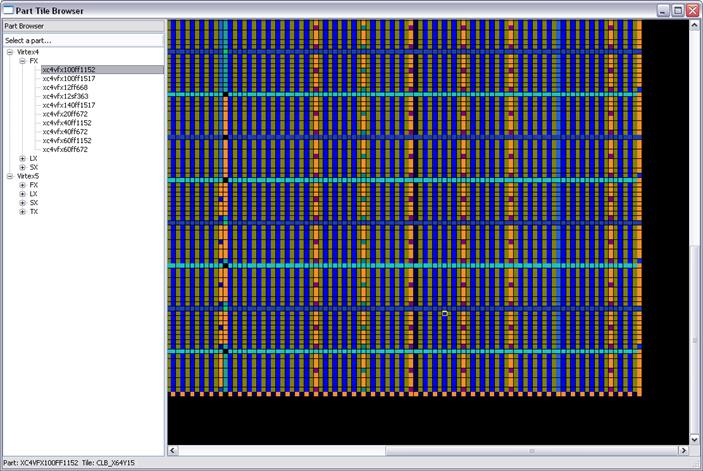 Part Tile Browser
Part Browser
Select a part...
Virtex4
FX
xc4vfx100ff1152
xc4vfx100ff1517
xc4vfx12ff668
xc4vfx12sf363
xc4vfx140ff1517
xc4vfx20ff672
xc4vfx40ff1152
xc4vfx40ff672
xc4vfx60ff1152
xc4vfx60ff672
LX
SX
Virtex5
FX
LX
SX
TX
Part: XC4VFX100FF1152 Tile: CLB_X64Y15